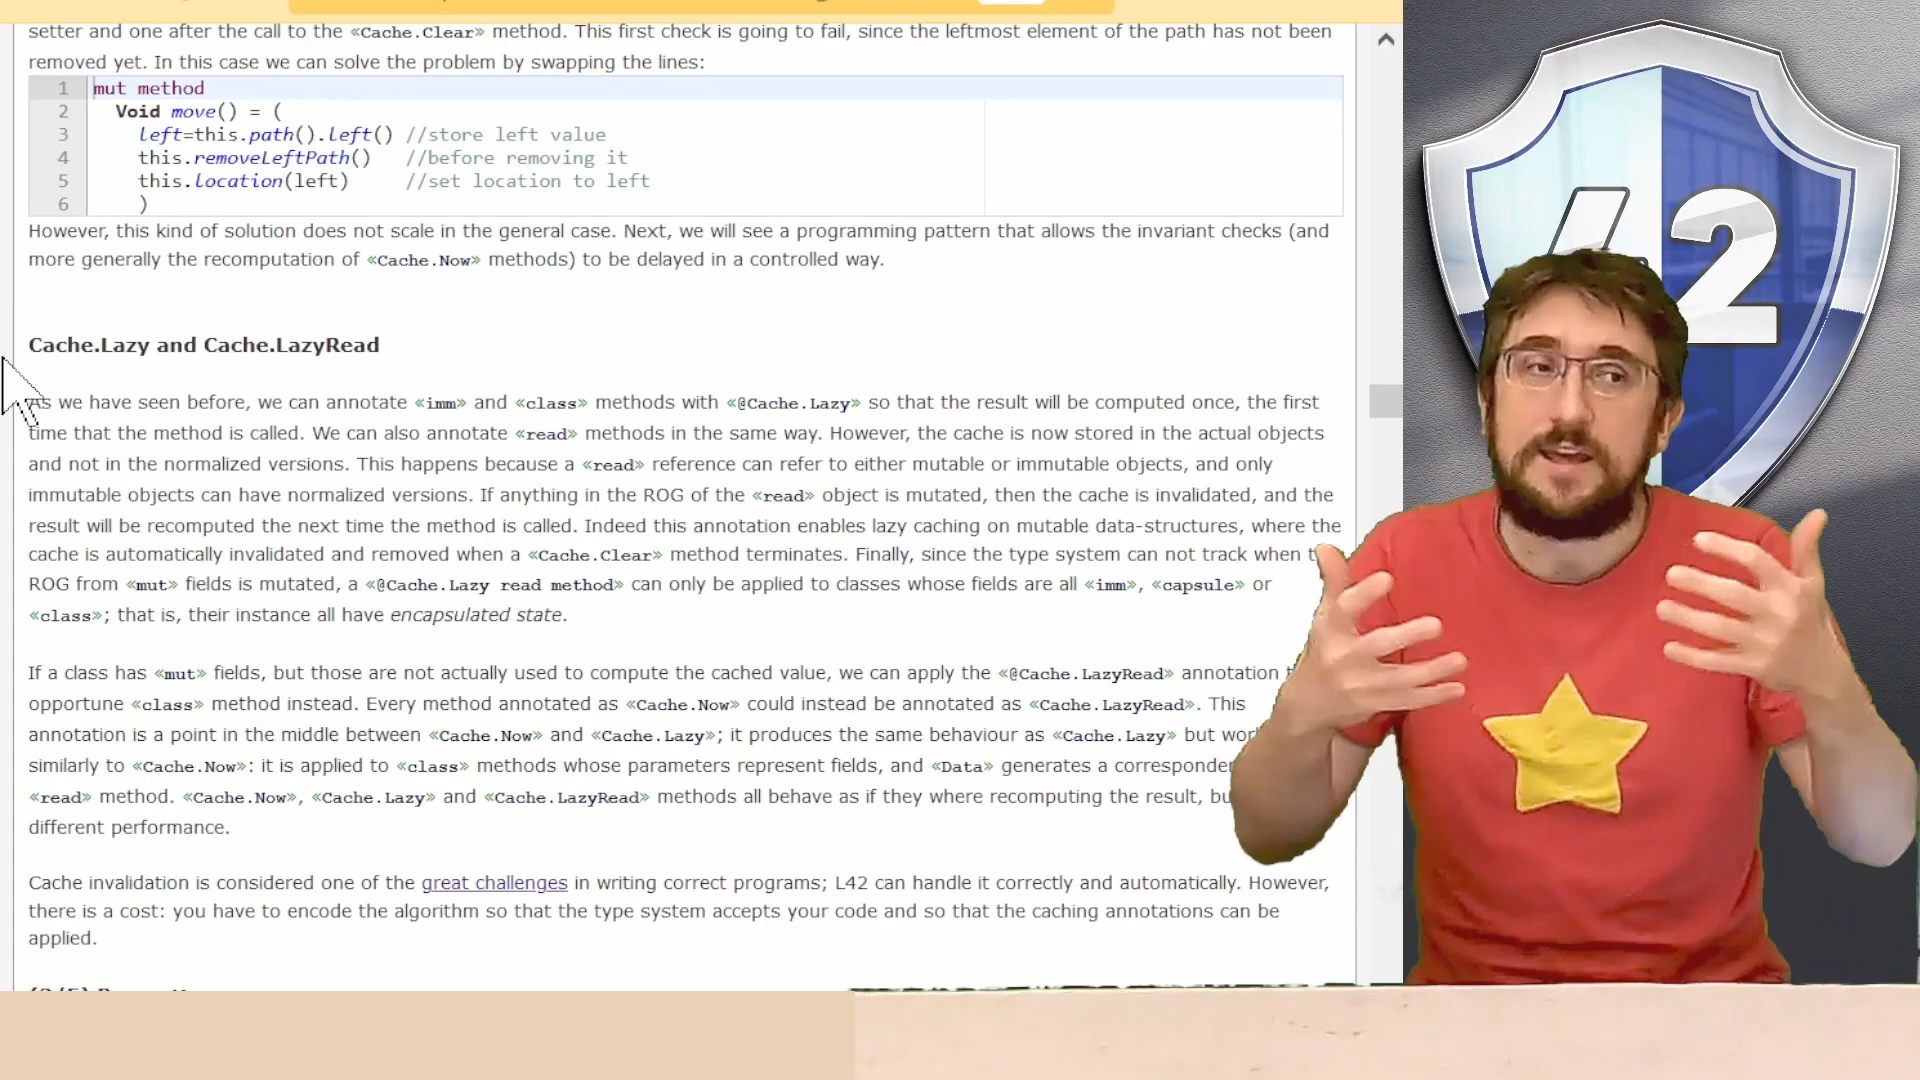 setter and one after the call to the «Cache.Clear» method. This first check is going to fail, since the leftmost element of the path has not been
removed yet. In this case we can solve the problem by swapping the lines:
1 mut method
2 Void move() = (
3 left=this.path().left() //store left value
4 this.removeLeftPath() //before removing it
5 this.location(left) //set location to left
6 )
However, this kind of solution does not scale in the general case. Next, we will see a programming pattern that allows the invariant checks (and
more generally the recomputation of «Cache.Now» methods) to be delayed in a controlled way.
Cache.Lazy and Cache.LazyRead
As we have seen before, we can annotate «imm» and «class» methods with «@Cache.Lazy» so that the result will be computed once, the first
time that the method is called. We can also annotate «read» methods in the same way. However, the cache is now stored in the actual objects
and not in the normalized versions. This happens because a «read» reference can refer to either mutable or immutable objects, and only
immutable objects can have normalized versions. If anything in the ROG of the «read» object is mutated, then the cache is invalidated, and the
result will be recomputed the next time the method is called. Indeed this annotation enables lazy caching on mutable data-structures, where the
cache is automatically invalidated and removed when a «Cache.Clear» method terminates. Finally, since the type system can not track when
ROG from «mut» fields is mutated, a «@Cache.Lazy read method» can only be applied to classes whose fields are all «imm», «capsule» or
«class»; that is, their instance all have encapsulated state.
If a class has «mut» fields, but those are not actually used to compute the cached value, we can apply the «@Cache.LazyRead» annotation
opportune «class» method instead. Every method annotated as «Cache.Now» could instead be annotated as «Cache.LazyRead». This
annotation is a point in the middle between «Cache.Now» and «Cache.Lazy»; it produces the same behaviour as «Cache.Lazy» but
similarly to «Cache.Now»: it is applied to «class» methods whose parameters represent fields, and «Data» generates a
«read» method. «Cache.Now», «Cache.Lazy» and «Cache.LazyRead» methods all behave as if they where recomputing the result,
different performance.
Cache invalidation is considered one of the great challenges in writing correct programs; L42 can handle it correctly and automatically. However,
there is a cost: you have to encode the algorithm so that the type system accepts your code and so that the caching annotations can be
applied.
42